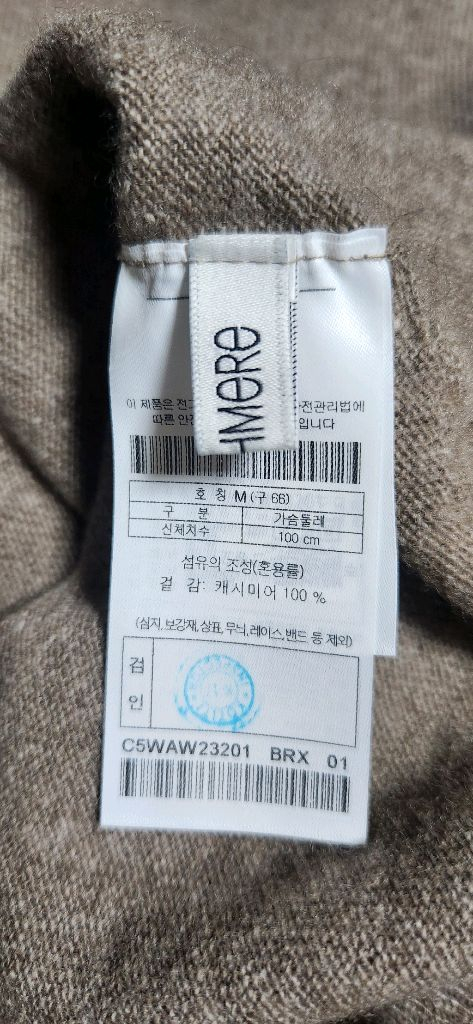 HMERE
이 제품은 전기 전관리법에
따른 안전 입니다
호 칭 M (구 66)
구 분 가슴둘레
신체치수 100 cm
섬유의 조성(혼용률)
겉 감: 캐시미어 100 %
(심지, 보강재, 상표, 무늬, 레이스, 밴드 등 제외)
검
인
C5WAW23201 BRX 01